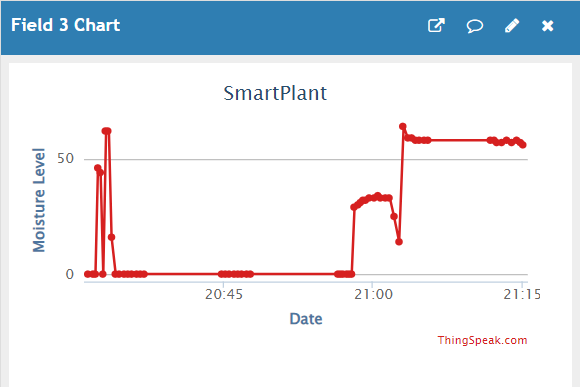 Field 3 Chart
SmartPlant
Moisture Level
50
0
20:45
21:00
21:15
Date
ThingSpeak.com